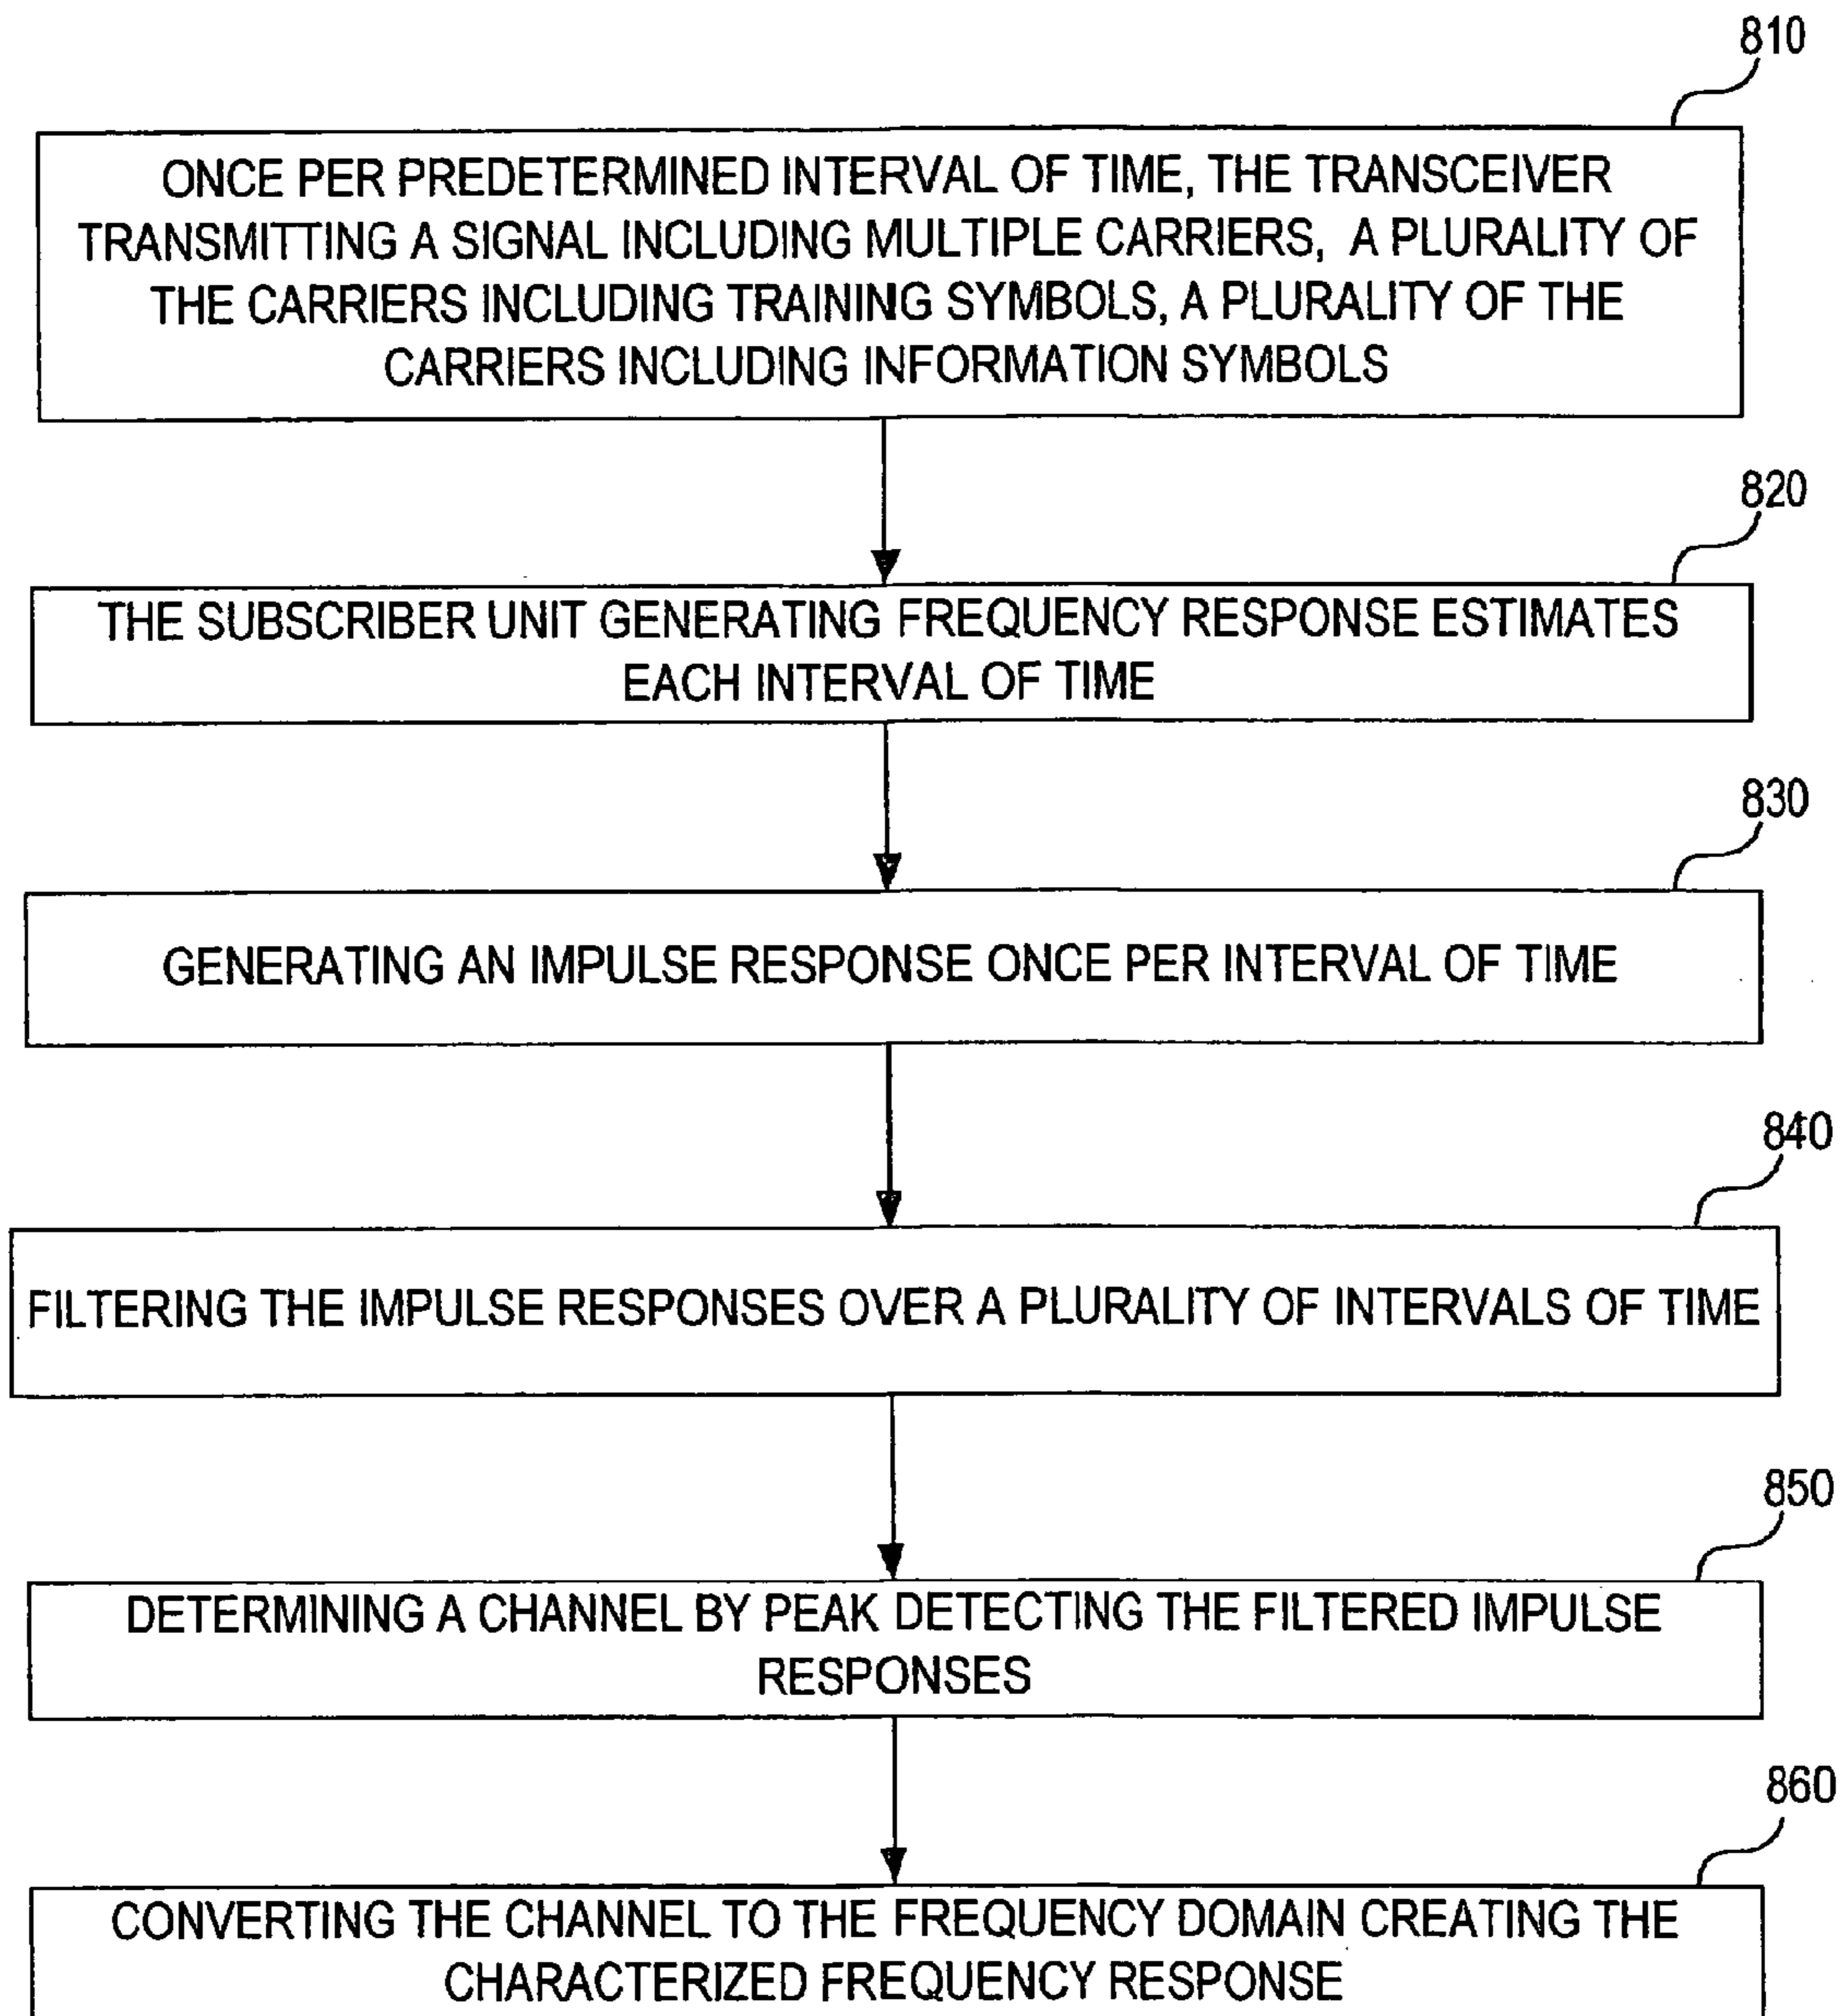 810
ONCE PER PREDETERMINED INTERVAL OF TIME, THE TRANSCEIVER
TRANSMITTING A SIGNAL INCLUDING MULTIPLE CARRIERS, A PLURALITY OF
THE CARRIERS INCLUDING TRAINING SYMBOLS, A PLURALITY OF THE
CARRIERS INCLUDING INFORMATION SYMBOLS
820
THE SUBSCRIBER UNIT GENERATING FREQUENCY RESPONSE ESTIMATES
EACH INTERVAL OF TIME
830
GENERATING AN IMPULSE RESPONSE ONCE PER INTERVAL OF TIME
840
FILTERING THE IMPULSE RESPONSES OVER A PLURALITY OF INTERVALS OF TIME
850
DETERMINING A CHANNEL BY PEAK DETECTING THE FILTERED IMPULSE
RESPONSES
860
CONVERTING THE CHANNEL TO THE FREQUENCY DOMAIN CREATING THE
CHARACTERIZED FREQUENCY RESPONSE